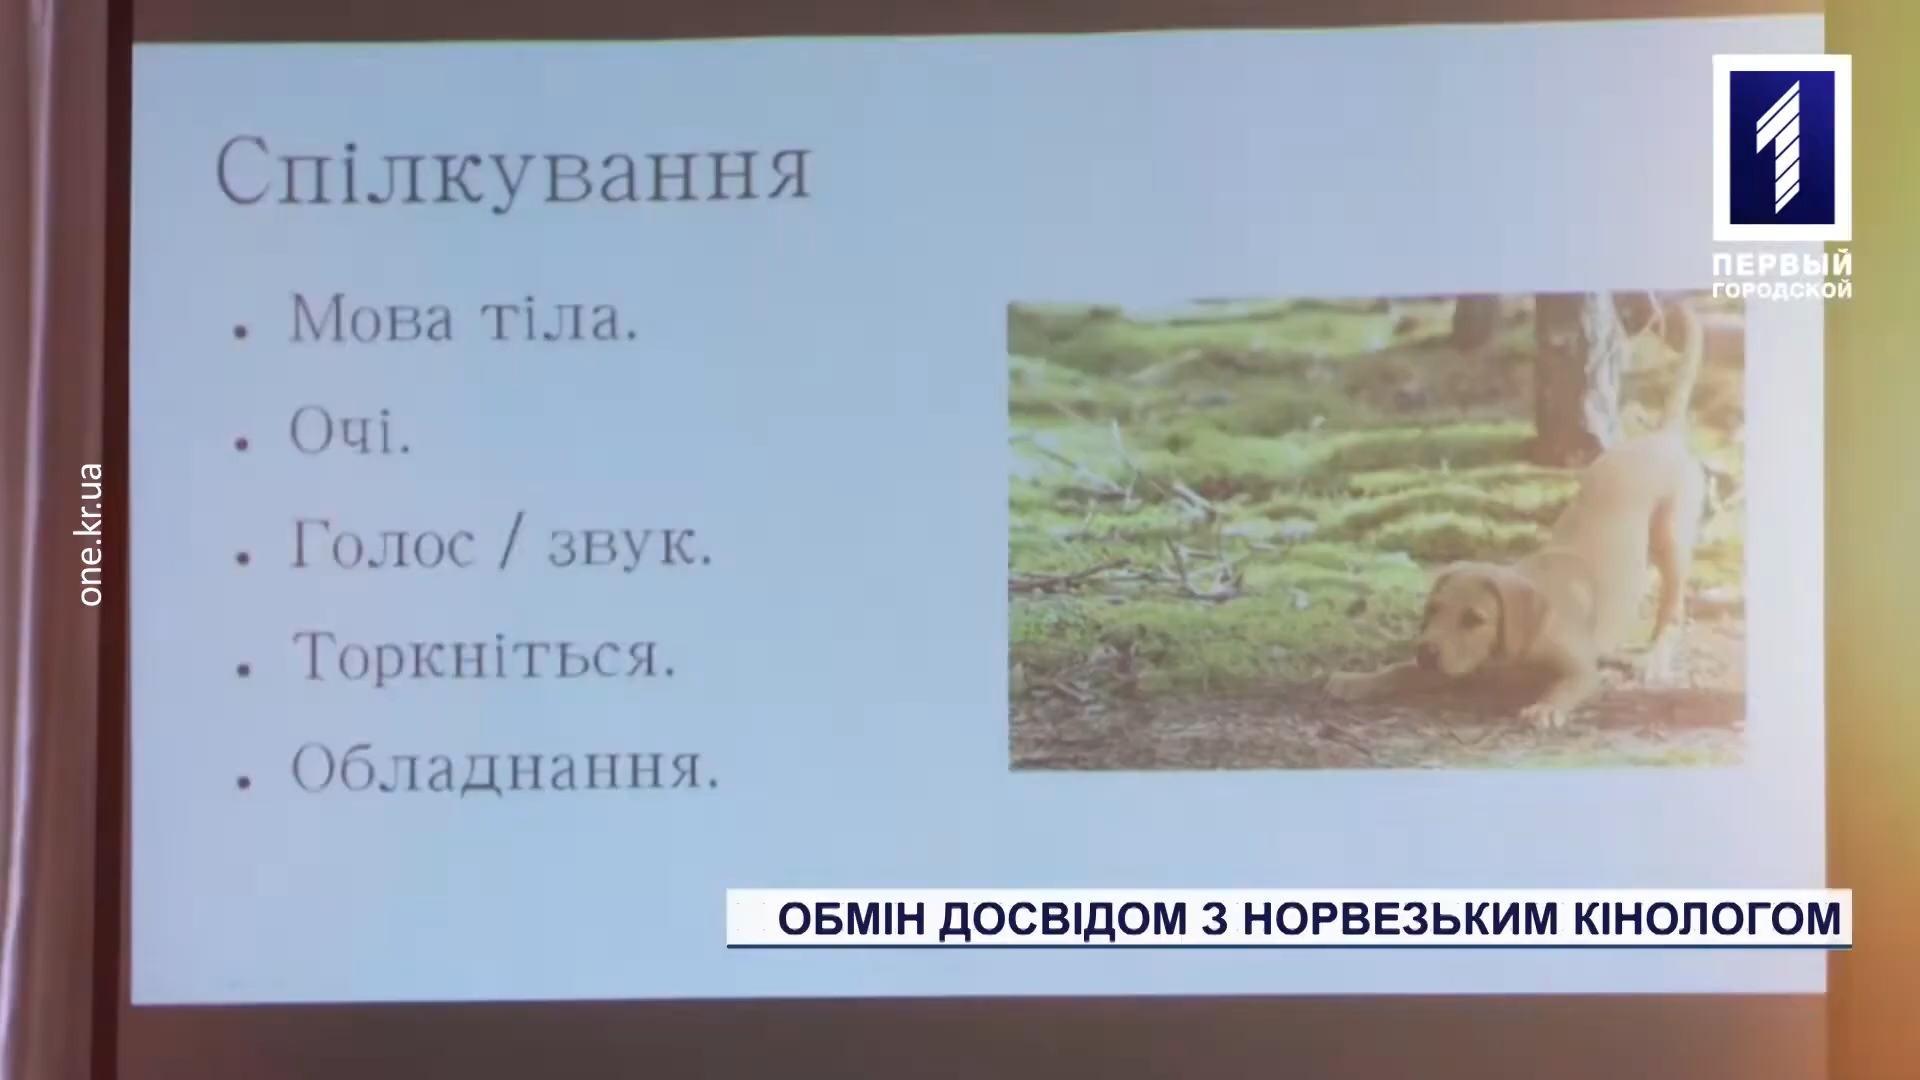 Спілкування
• Мова тіла.
• Очі.
• Голос / звук.
• Торкніться.
• Обладнання.
ПЕРВЫЙ
ГОРОДСКОЙ
one.kr.ua
ОБМІН ДОСВІДОМ З НОРВЕЗЬКИМ КІНОЛОГОМ